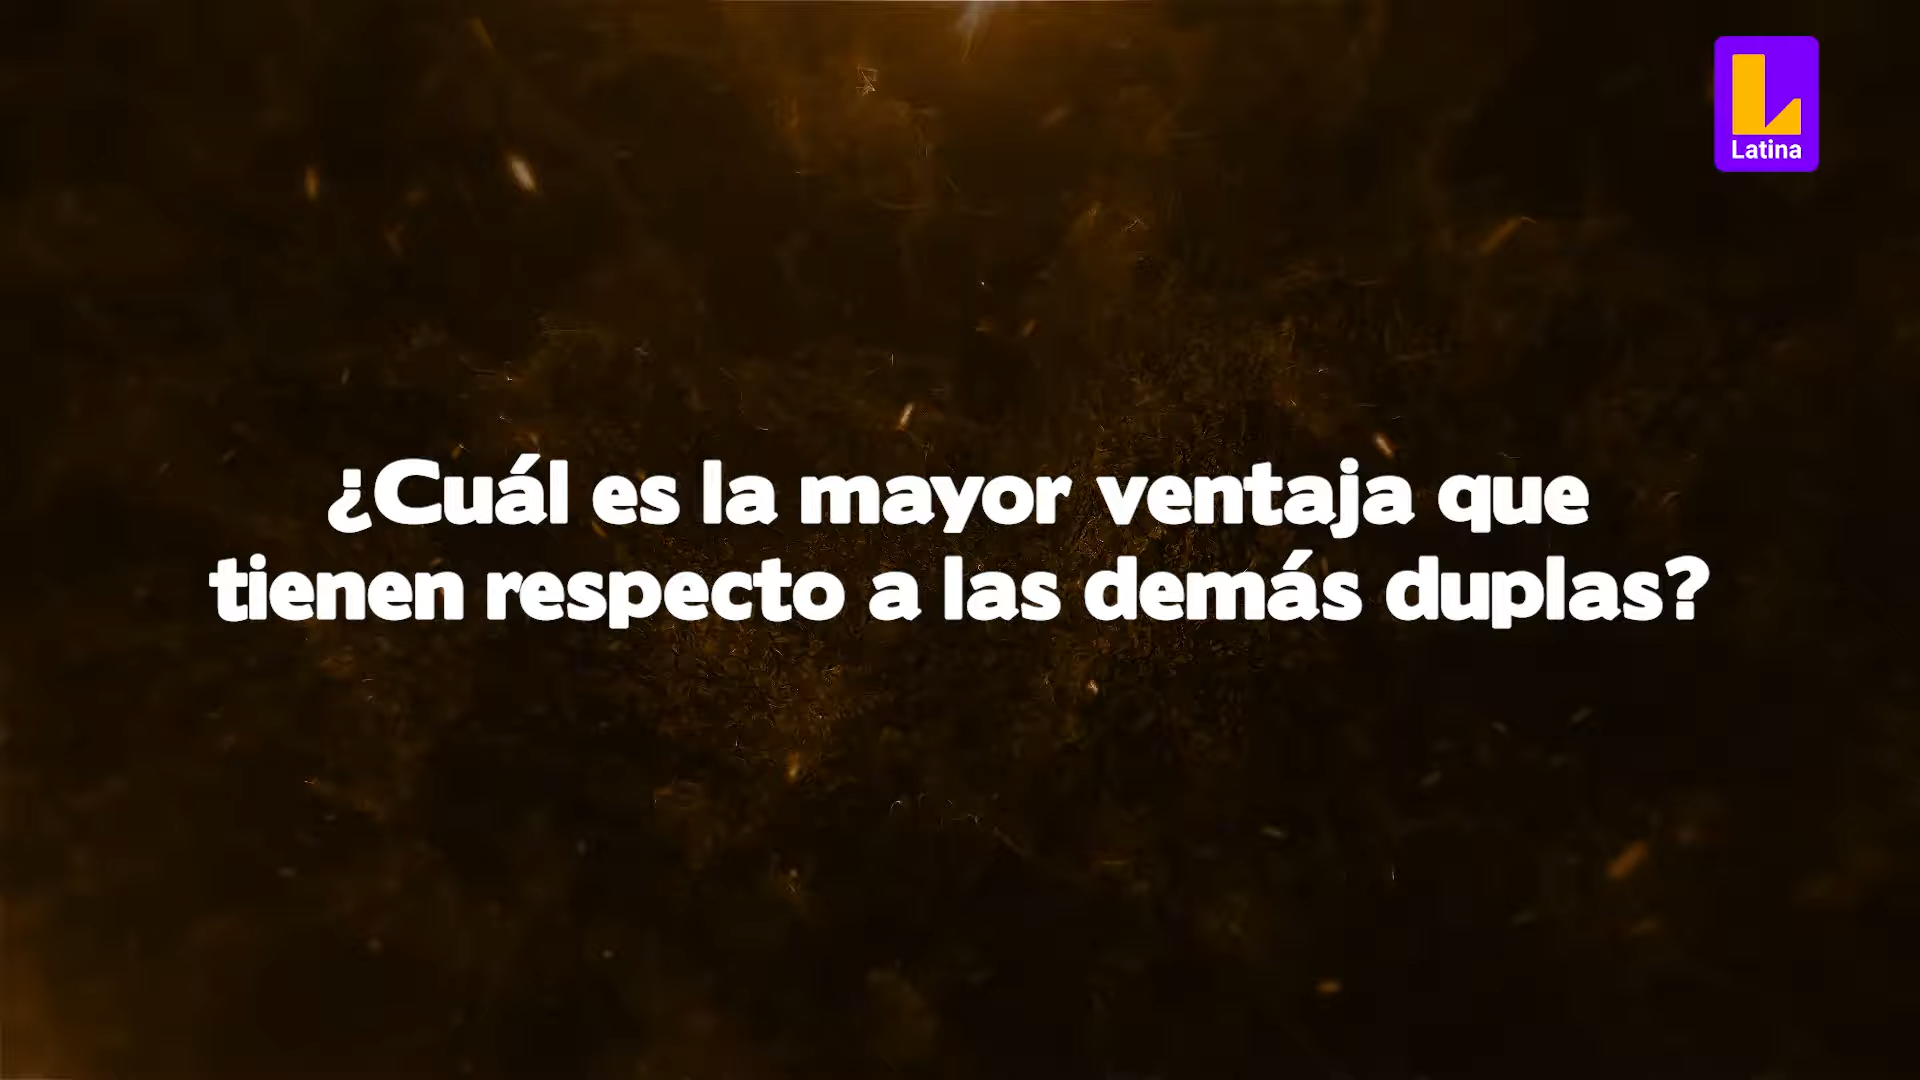 Latina
¿Cuál es la mayor ventaja que
tienen respecto a las demás duplas?